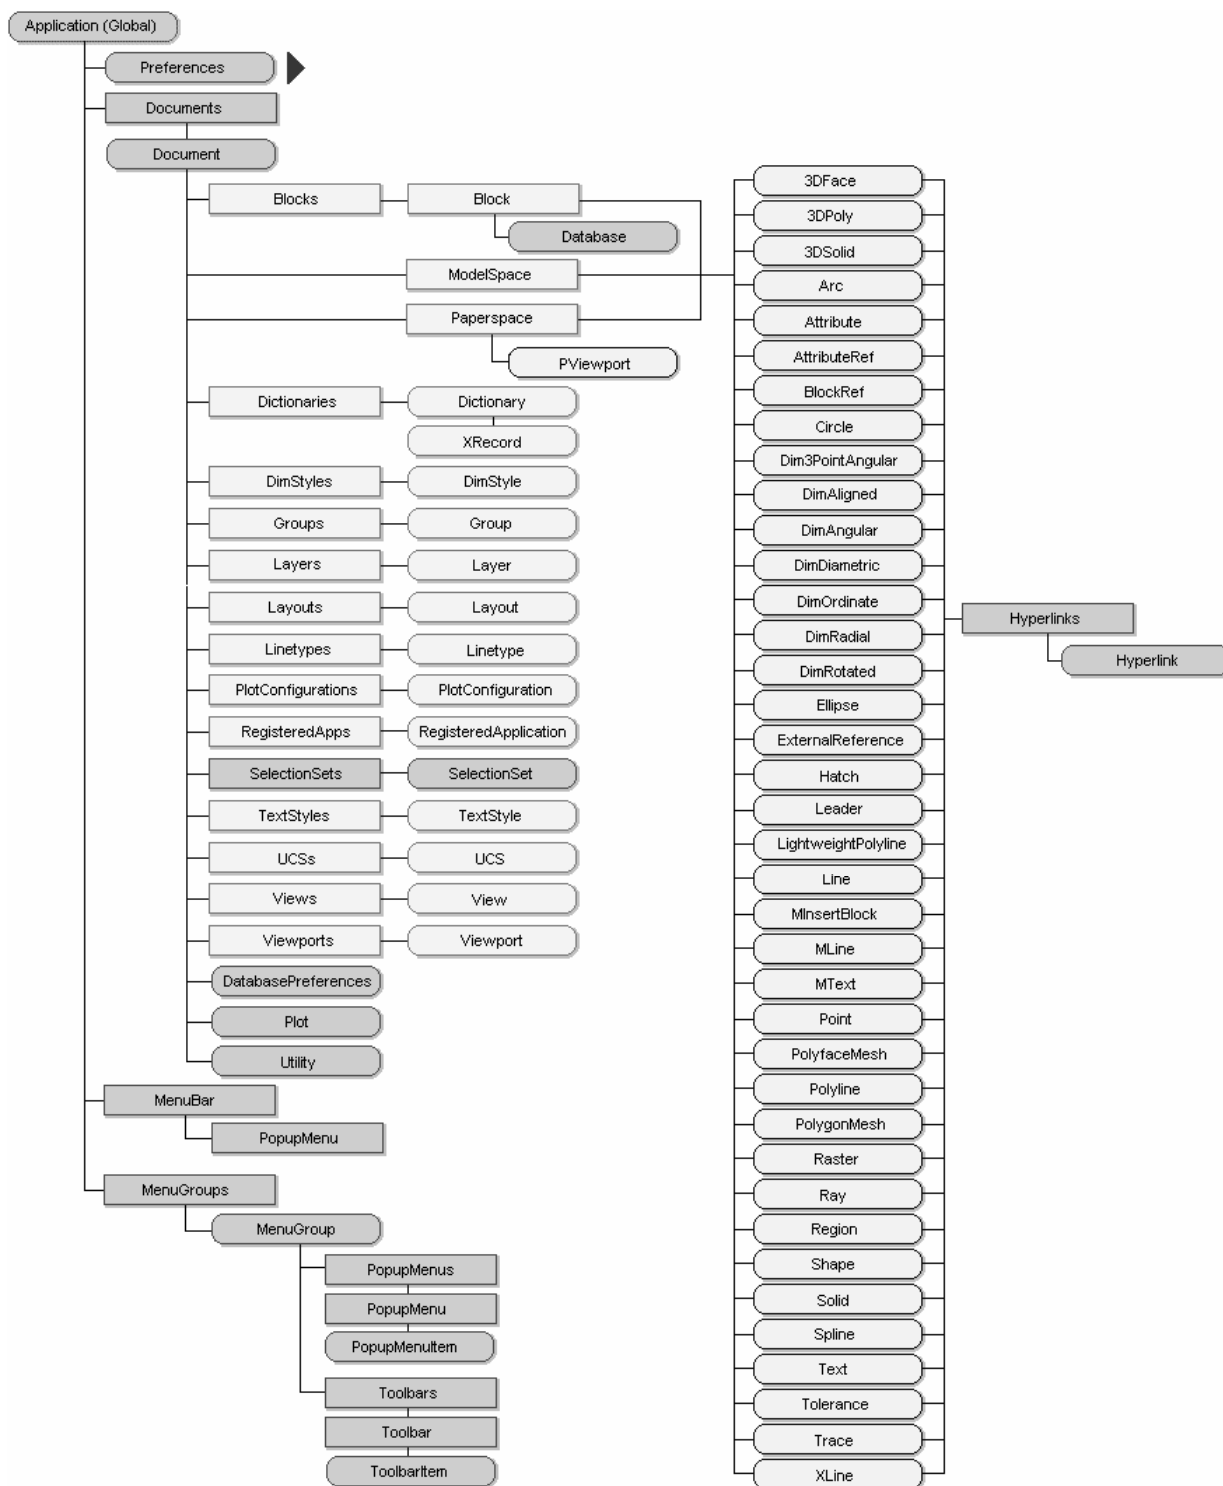 Application (Global)
Preferences
Documents
Document
Blocks
Block
Database
ModelSpace
Paperspace
PViewport
Dictionaries
Dictionary
XRecord
DimStyles
DimStyle
Groups
Group
Layers
Layer
Layouts
Layout
Linetypes
Linetype
PlotConfigurations
PlotConfiguration
RegisteredApps
RegisteredApplication
SelectionSets
SelectionSet
TextStyles
TextStyle
UCSs
UCS
Views
View
Viewports
Viewport
DatabasePreferences
Plot
Utility
MenuBar
PopupMenu
MenuGroups
MenuGroup
PopupMenus
PopupMenu
PopupMenuItem
Toolbars
Toolbar
ToolbarItem
3DFace
3DPoly
3DSolid
Arc
Attribute
AttributeRef
BlockRef
Circle
Dim3PointAngular
DimAligned
DimAngular
DimDiametric
DimOrdinate
DimRadial
DimRotated
Ellipse
ExternalReference
Hatch
Leader
LightweightPolyline
Line
MInsertBlock
MLine
MText
Point
PolyfaceMesh
Polyline
PolygonMesh
Raster
Ray
Region
Shape
Solid
Spline
Text
Tolerance
Trace
XLine
Hyperlinks
Hyperlink